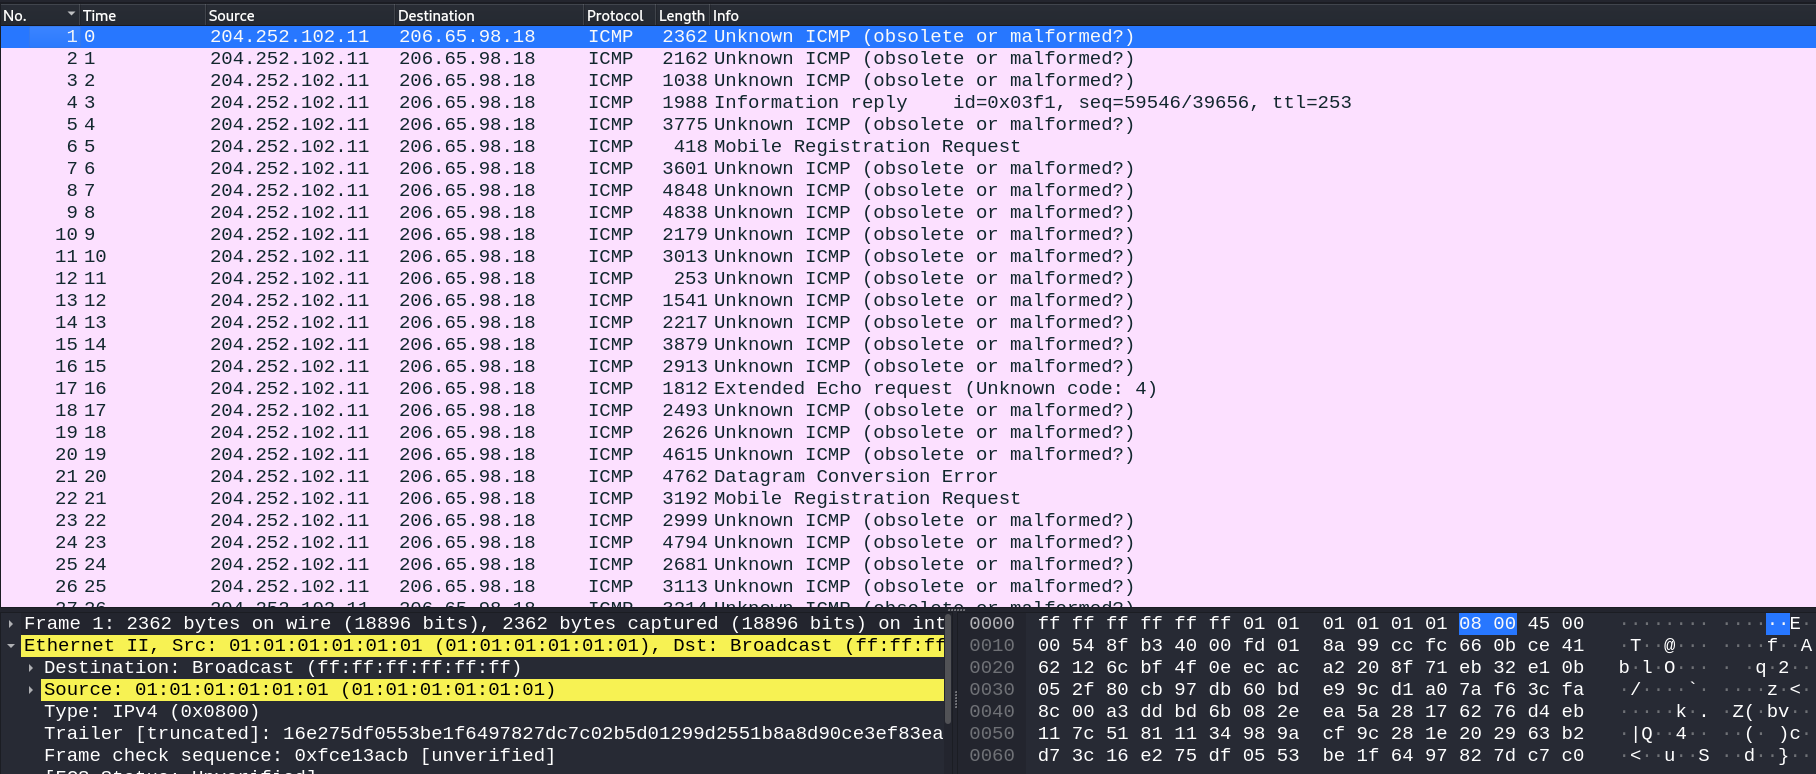 No. Time Source Destination Protocol Length Info
1 0 204.252.102.11 206.65.98.18 ICMP 2362 Unknown ICMP (obsolete or malformed?)
2 1 204.252.102.11 206.65.98.18 ICMP 2162 Unknown ICMP (obsolete or malformed?)
3 2 204.252.102.11 206.65.98.18 ICMP 1038 Unknown ICMP (obsolete or malformed?)
4 3 204.252.102.11 206.65.98.18 ICMP 1988 Information reply id=0x03f1, seq=59546/39656, ttl=253
5 4 204.252.102.11 206.65.98.18 ICMP 3775 Unknown ICMP (obsolete or malformed?)
6 5 204.252.102.11 206.65.98.18 ICMP 418 Mobile Registration Request
7 6 204.252.102.11 206.65.98.18 ICMP 3601 Unknown ICMP (obsolete or malformed?)
8 7 204.252.102.11 206.65.98.18 ICMP 4848 Unknown ICMP (obsolete or malformed?)
9 8 204.252.102.11 206.65.98.18 ICMP 4838 Unknown ICMP (obsolete or malformed?)
10 9 204.252.102.11 206.65.98.18 ICMP 2179 Unknown ICMP (obsolete or malformed?)
11 10 204.252.102.11 206.65.98.18 ICMP 3013 Unknown ICMP (obsolete or malformed?)
12 11 204.252.102.11 206.65.98.18 ICMP 253 Unknown ICMP (obsolete or malformed?)
13 12 204.252.102.11 206.65.98.18 ICMP 1541 Unknown ICMP (obsolete or malformed?)
14 13 204.252.102.11 206.65.98.18 ICMP 2217 Unknown ICMP (obsolete or malformed?)
15 14 204.252.102.11 206.65.98.18 ICMP 3879 Unknown ICMP (obsolete or malformed?)
16 15 204.252.102.11 206.65.98.18 ICMP 2913 Unknown ICMP (obsolete or malformed?)
17 16 204.252.102.11 206.65.98.18 ICMP 1812 Extended Echo request (Unknown code: 4)
18 17 204.252.102.11 206.65.98.18 ICMP 2493 Unknown ICMP (obsolete or malformed?)
19 18 204.252.102.11 206.65.98.18 ICMP 2626 Unknown ICMP (obsolete or malformed?)
20 19 204.252.102.11 206.65.98.18 ICMP 4615 Unknown ICMP (obsolete or malformed?)
21 20 204.252.102.11 206.65.98.18 ICMP 4762 Datagram Conversion Error
22 21 204.252.102.11 206.65.98.18 ICMP 3192 Mobile Registration Request
23 22 204.252.102.11 206.65.98.18 ICMP 2999 Unknown ICMP (obsolete or malformed?)
24 23 204.252.102.11 206.65.98.18 ICMP 4794 Unknown ICMP (obsolete or malformed?)
25 24 204.252.102.11 206.65.98.18 ICMP 2681 Unknown ICMP (obsolete or malformed?)
26 25 204.252.102.11 206.65.98.18 ICMP 3113 Unknown ICMP (obsolete or malformed?)
Frame 1: 2362 bytes on wire (18896 bits), 2362 bytes captured (18896 bits) on int
Ethernet II, Src: 01:01:01:01:01:01 (01:01:01:01:01:01), Dst: Broadcast (ff:ff:ff
Destination: Broadcast (ff:ff:ff:ff:ff:ff)
Source: 01:01:01:01:01:01 (01:01:01:01:01:01)
Type: IPv4 (0x0800)
Trailer [truncated]: 16e275df0553be1f6497827dc7c02b5d01299d2551b8a8d90ce3ef83ea
Frame check sequence: 0xfce13acb [unverified]
0000 ff ff ff ff ff ff 01 01 01 01 01 01 08 00 45 00 ········ ······E·
0010 00 54 8f b3 40 00 fd 01 8a 99 cc fc 66 0b ce 41 ·T··@··· ····f··A
0020 62 12 6c bf 4f 0e ec ac a2 20 8f 71 eb 32 e1 0b b·l·O··· · ·q·2··
0030 05 2f 80 cb 97 db 60 bd e9 9c d1 a0 7a f6 3c fa ·/····`· ····z·<·
0040 8c 00 a3 dd bd 6b 08 2e ea 5a 28 17 62 76 d4 eb ·····k·. ·Z(·bv··
0050 11 7c 51 81 11 34 98 9a cf 9c 28 1e 20 29 63 b2 ·|Q··4·· ··(· )c·
0060 d7 3c 16 e2 75 df 05 53 be 1f 64 97 82 7d c7 c0 ·<··u··S ··d··}··